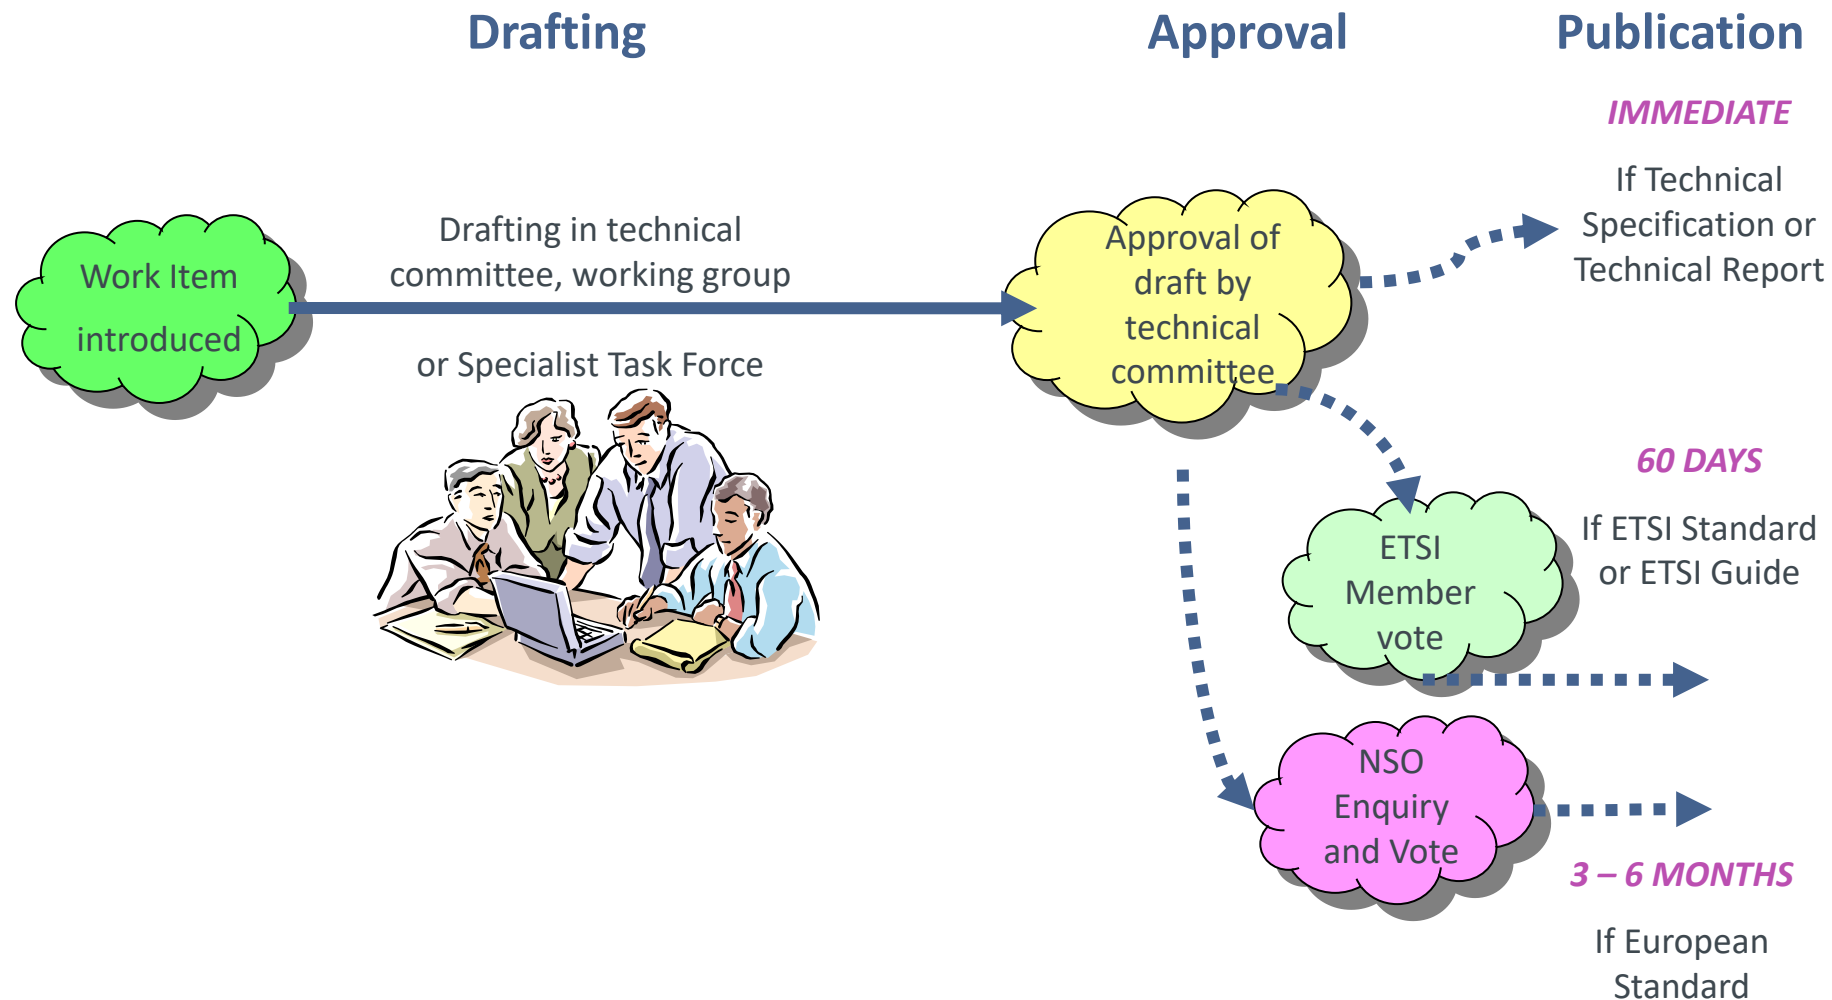 Drafting
Approval
Publication
IMMEDIATE
If Technical
Specification or
Technical Report
Work Item
introduced
Drafting in technical
committee, working group
or Specialist Task Force
Approval of
draft by
technical
committee
60 DAYS
If ETSI Standard
or ETSI Guide
ETSI
Member
vote
NSO
Enquiry
and Vote
3 – 6 MONTHS
If European
Standard